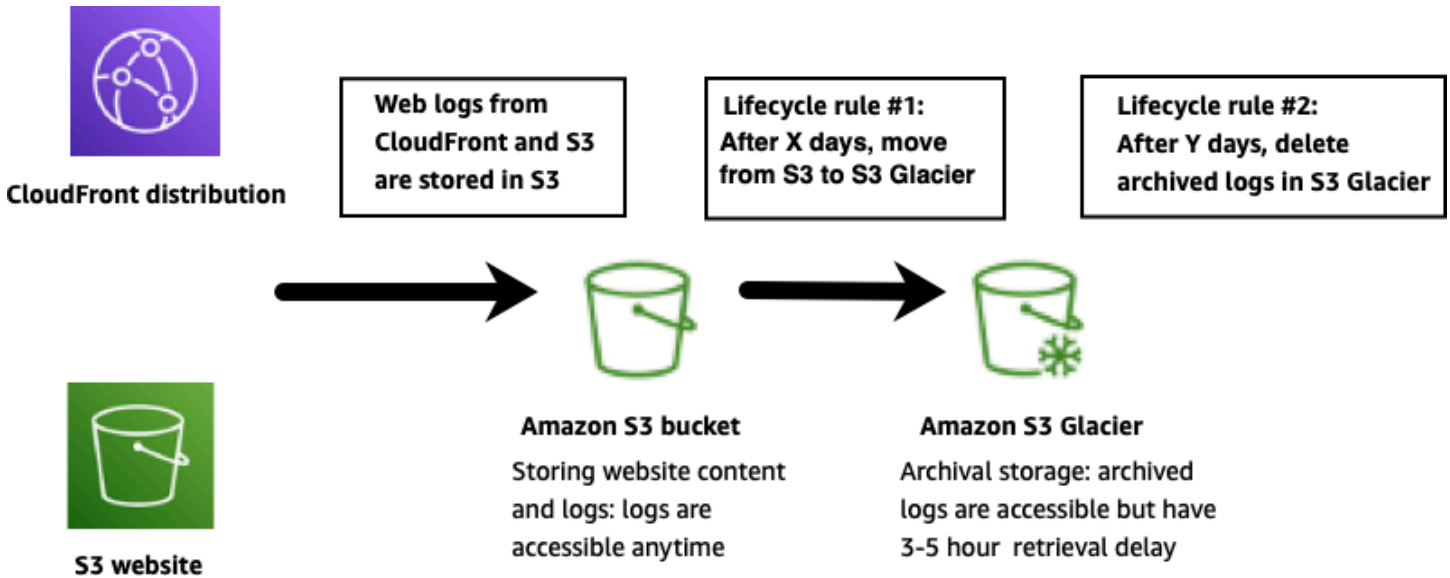 CloudFront distribution
Web logs from
CloudFront and S3
are stored in S3
Lifecycle rule #1:
After X days, move
from S3 to S3 Glacier
Lifecycle rule #2:
After Y days, delete
archived logs in S3 Glacier
S3 website
Amazon S3 bucket
Storing website content
and logs: logs are
accessible anytime
Amazon S3 Glacier
Archival storage: archived
logs are accessible but have
3-5 hour retrieval delay